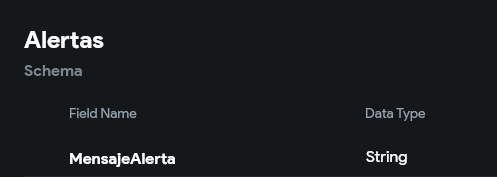 Alertas
Schema
Field Name Data Type
MensajeAlerta String